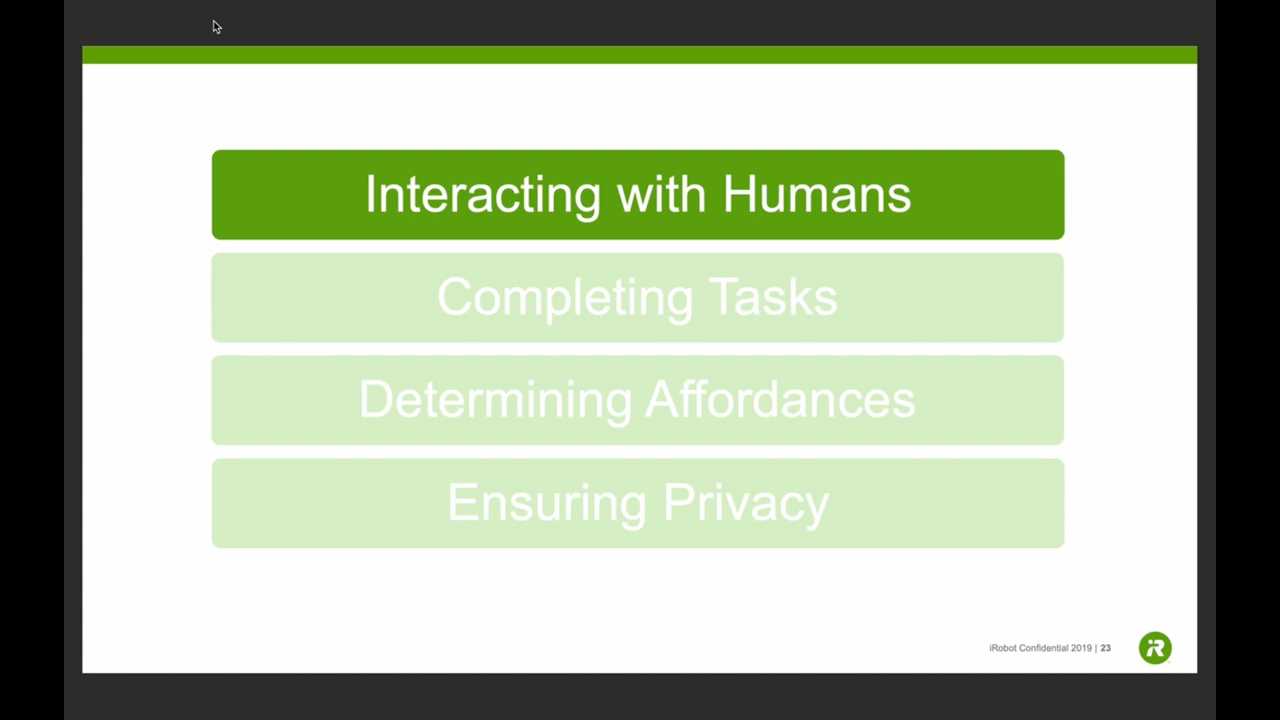 Interacting with Humans
Completing Tasks
Determining Affordances
Ensuring Privacy
iRobot Confidential 2019 | 23
iR